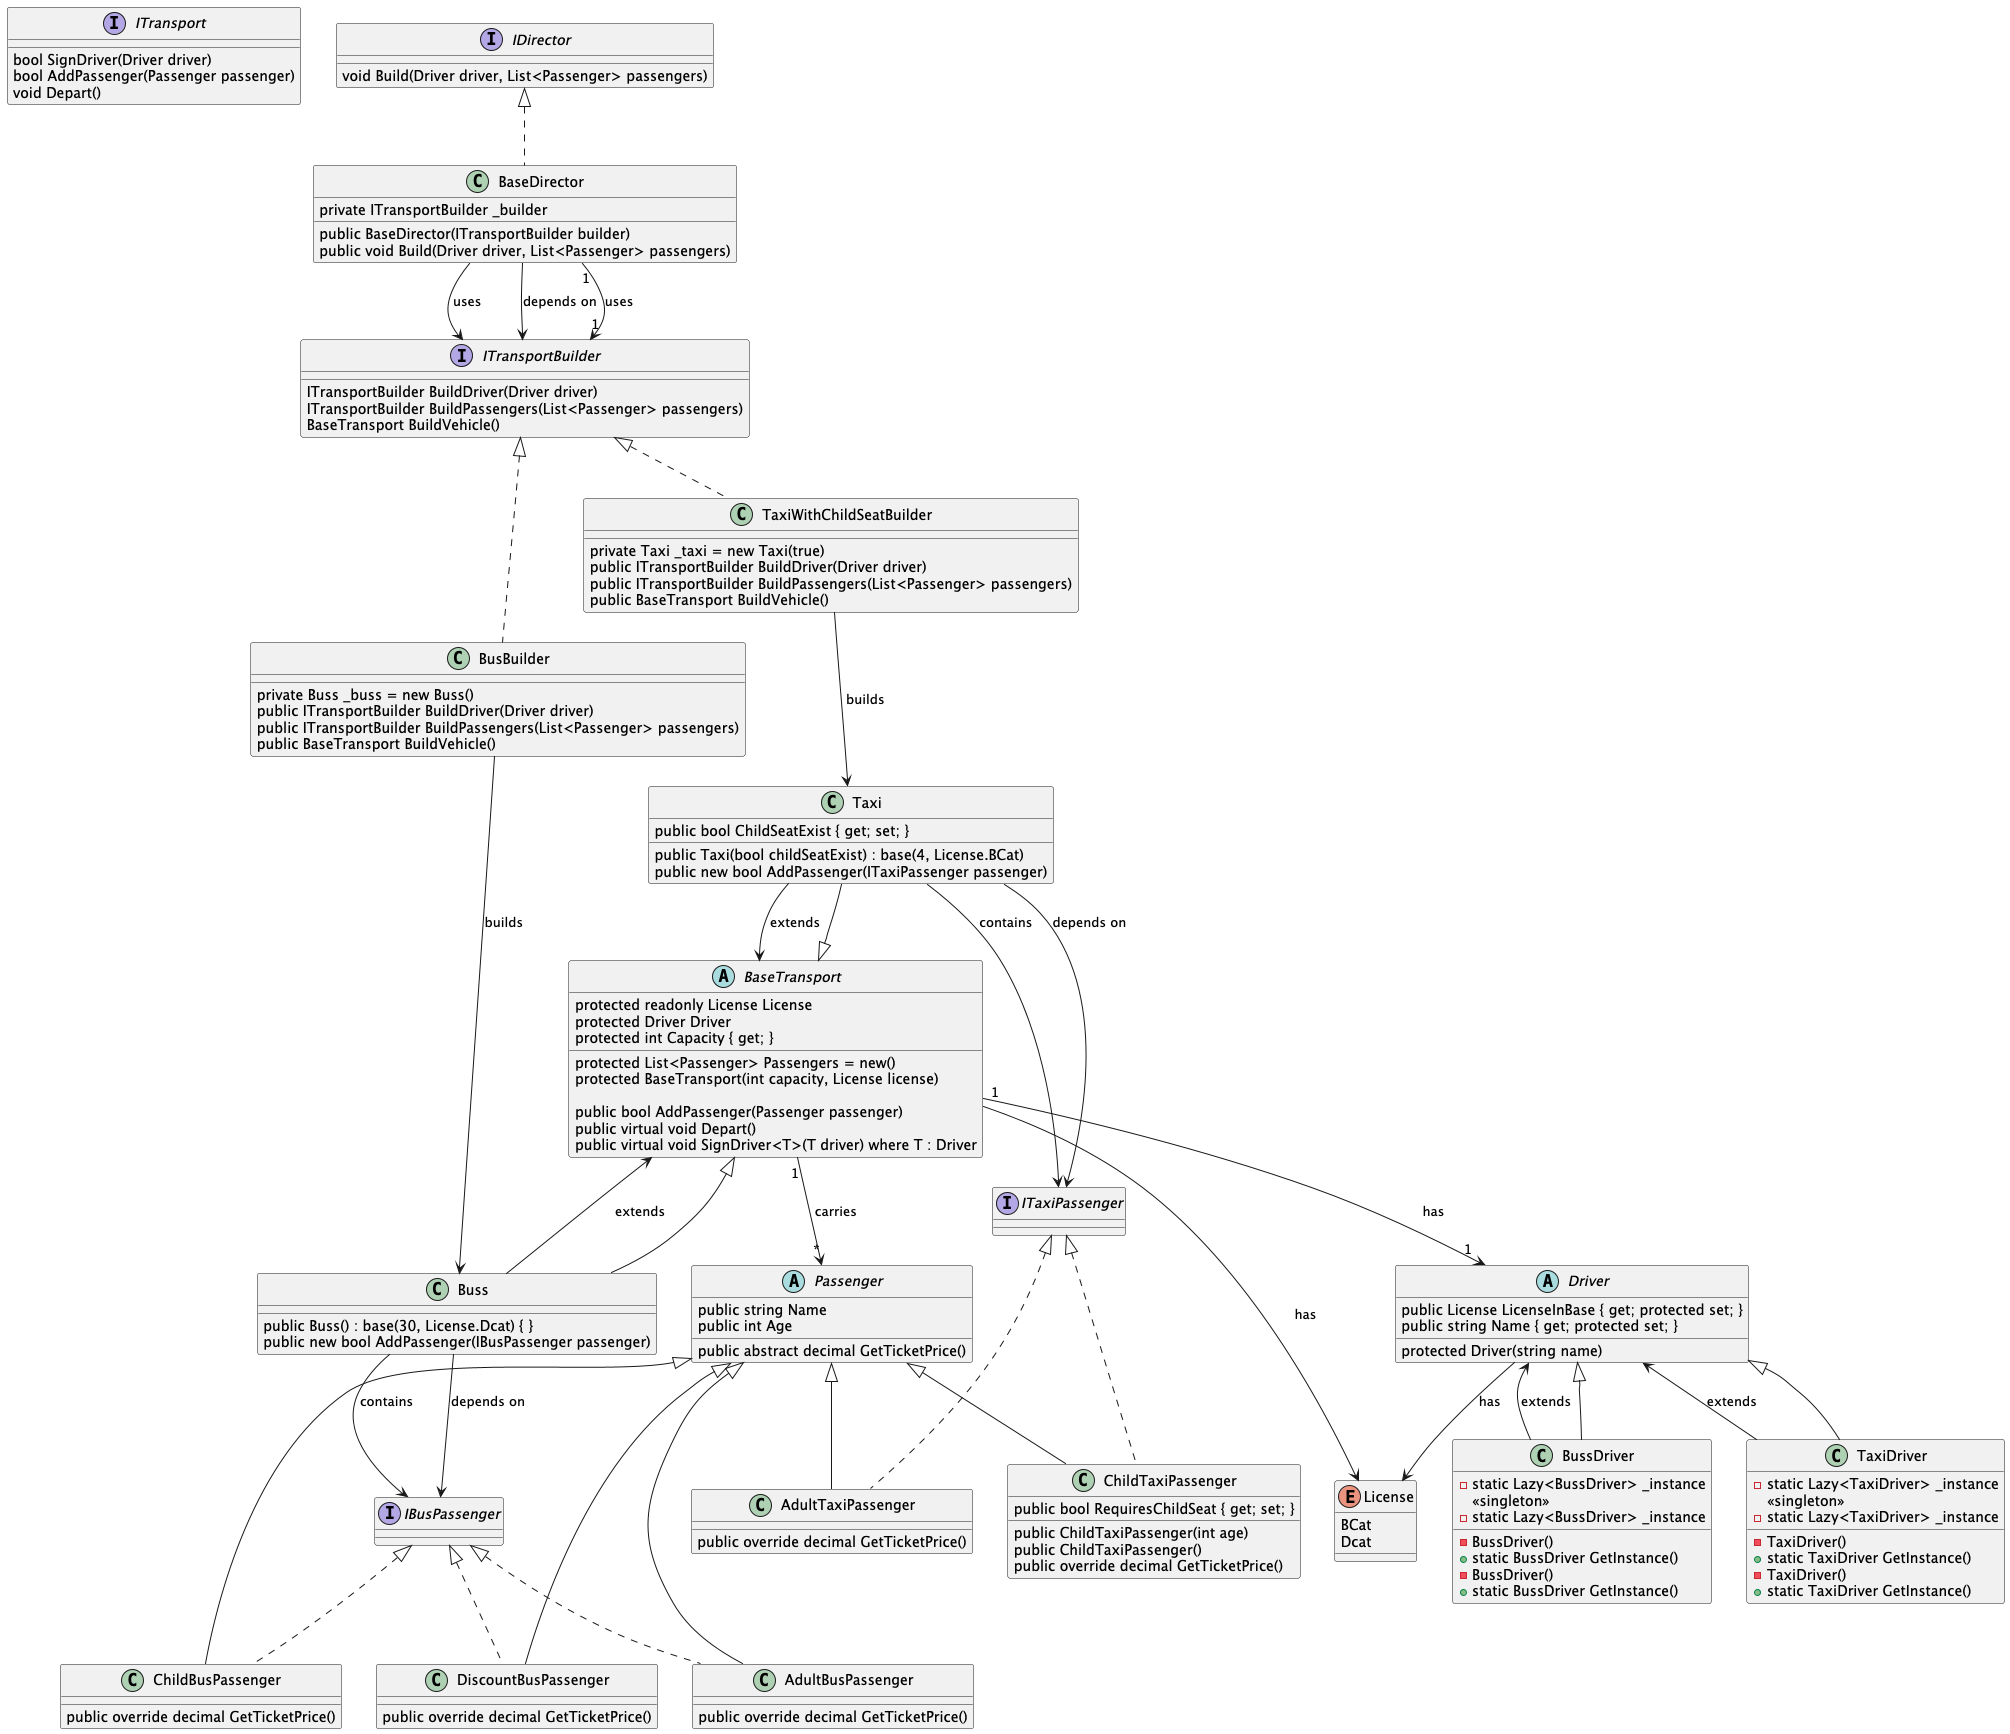 I ITransport
bool SignDriver(Driver driver)
bool AddPassenger(Passenger passenger)
void Depart()
I IDirector
void Build(Driver driver, List<Passenger> passengers)
C BaseDirector
private ITransportBuilder _builder
public BaseDirector(ITransportBuilder builder)
public void Build(Driver driver, List<Passenger> passengers)
1
uses
depends on
uses
1
I ITransportBuilder
ITransportBuilder BuildDriver(Driver driver)
ITransportBuilder BuildPassengers(List<Passenger> passengers)
BaseTransport BuildVehicle()
C TaxiWithChildSeatBuilder
private Taxi _taxi = new Taxi(true)
public ITransportBuilder BuildDriver(Driver driver)
public ITransportBuilder BuildPassengers(List<Passenger> passengers)
public BaseTransport BuildVehicle()
C BusBuilder
private Buss _buss = new Buss()
public ITransportBuilder BuildDriver(Driver driver)
public ITransportBuilder BuildPassengers(List<Passenger> passengers)
public BaseTransport BuildVehicle()
builds
C Taxi
public bool ChildSeatExist { get; set; }
public Taxi(bool childSeatExist) : base(4, License.BCat)
public new bool AddPassenger(ITaxiPassenger passenger)
builds
extends
contains
depends on
A BaseTransport
protected readonly License License
protected Driver Driver
protected int Capacity { get; }
protected List<Passenger> Passengers = new()
protected BaseTransport(int capacity, License license)
public bool AddPassenger(Passenger passenger)
public virtual void Depart()
public virtual void SignDriver<T>(T driver) where T : Driver
1
1
extends
carries
*
I ITaxiPassenger
has
1
has
C Buss
public Buss() : base(30, License.Dcat) { }
public new bool AddPassenger(IBusPassenger passenger)
A Passenger
public string Name
public int Age
public abstract decimal GetTicketPrice()
A Driver
public License LicenseInBase { get; protected set; }
public string Name { get; protected set; }
protected Driver(string name)
contains
depends on
has
extends
extends
I IBusPassenger
C AdultTaxiPassenger
public override decimal GetTicketPrice()
C ChildTaxiPassenger
public bool RequiresChildSeat { get; set; }
public ChildTaxiPassenger(int age)
public ChildTaxiPassenger()
public override decimal GetTicketPrice()
E License
BCat
Dcat
C BussDriver
static Lazy<BussDriver> _instance
«singleton»
static Lazy<BussDriver> _instance
BussDriver()
static BussDriver GetInstance()
BussDriver()
static BussDriver GetInstance()
C TaxiDriver
static Lazy<TaxiDriver> _instance
«singleton»
static Lazy<TaxiDriver> _instance
TaxiDriver()
static TaxiDriver GetInstance()
TaxiDriver()
static TaxiDriver GetInstance()
C ChildBusPassenger
public override decimal GetTicketPrice()
C DiscountBusPassenger
public override decimal GetTicketPrice()
C AdultBusPassenger
public override decimal GetTicketPrice()